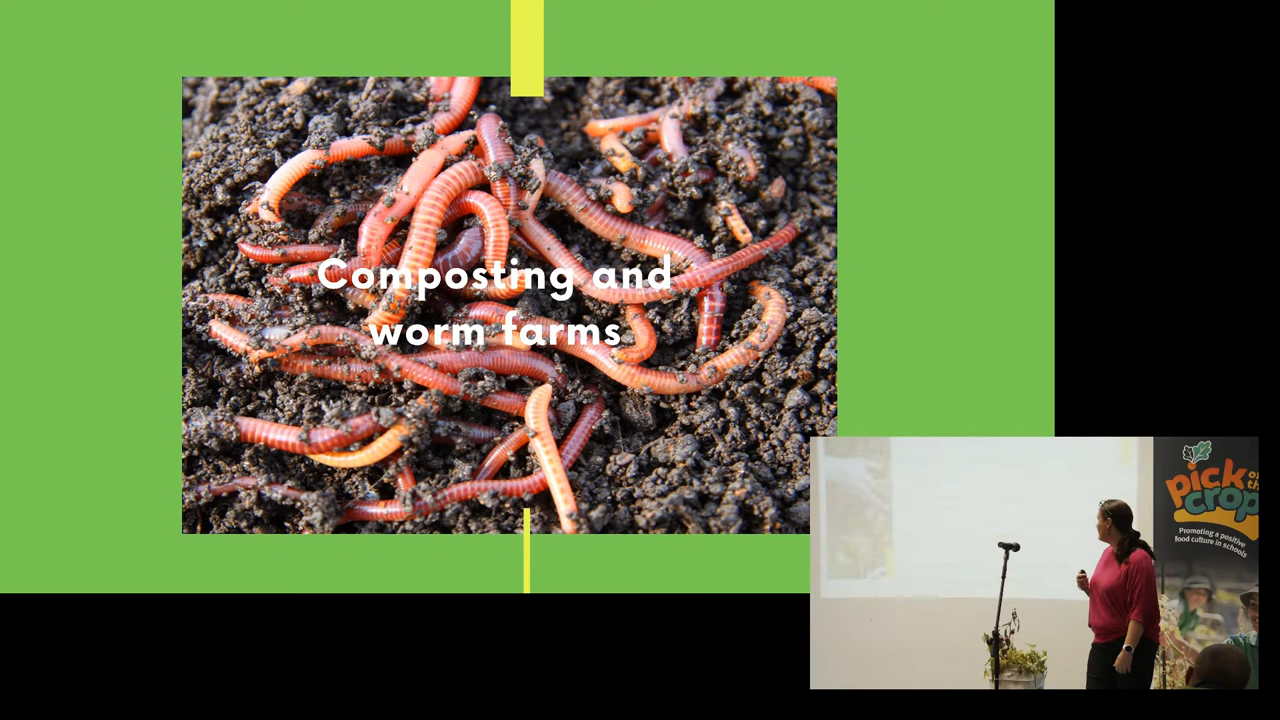 Composting and
worm farms
pick
of
the
crop
Promoting a positive
food culture in schools